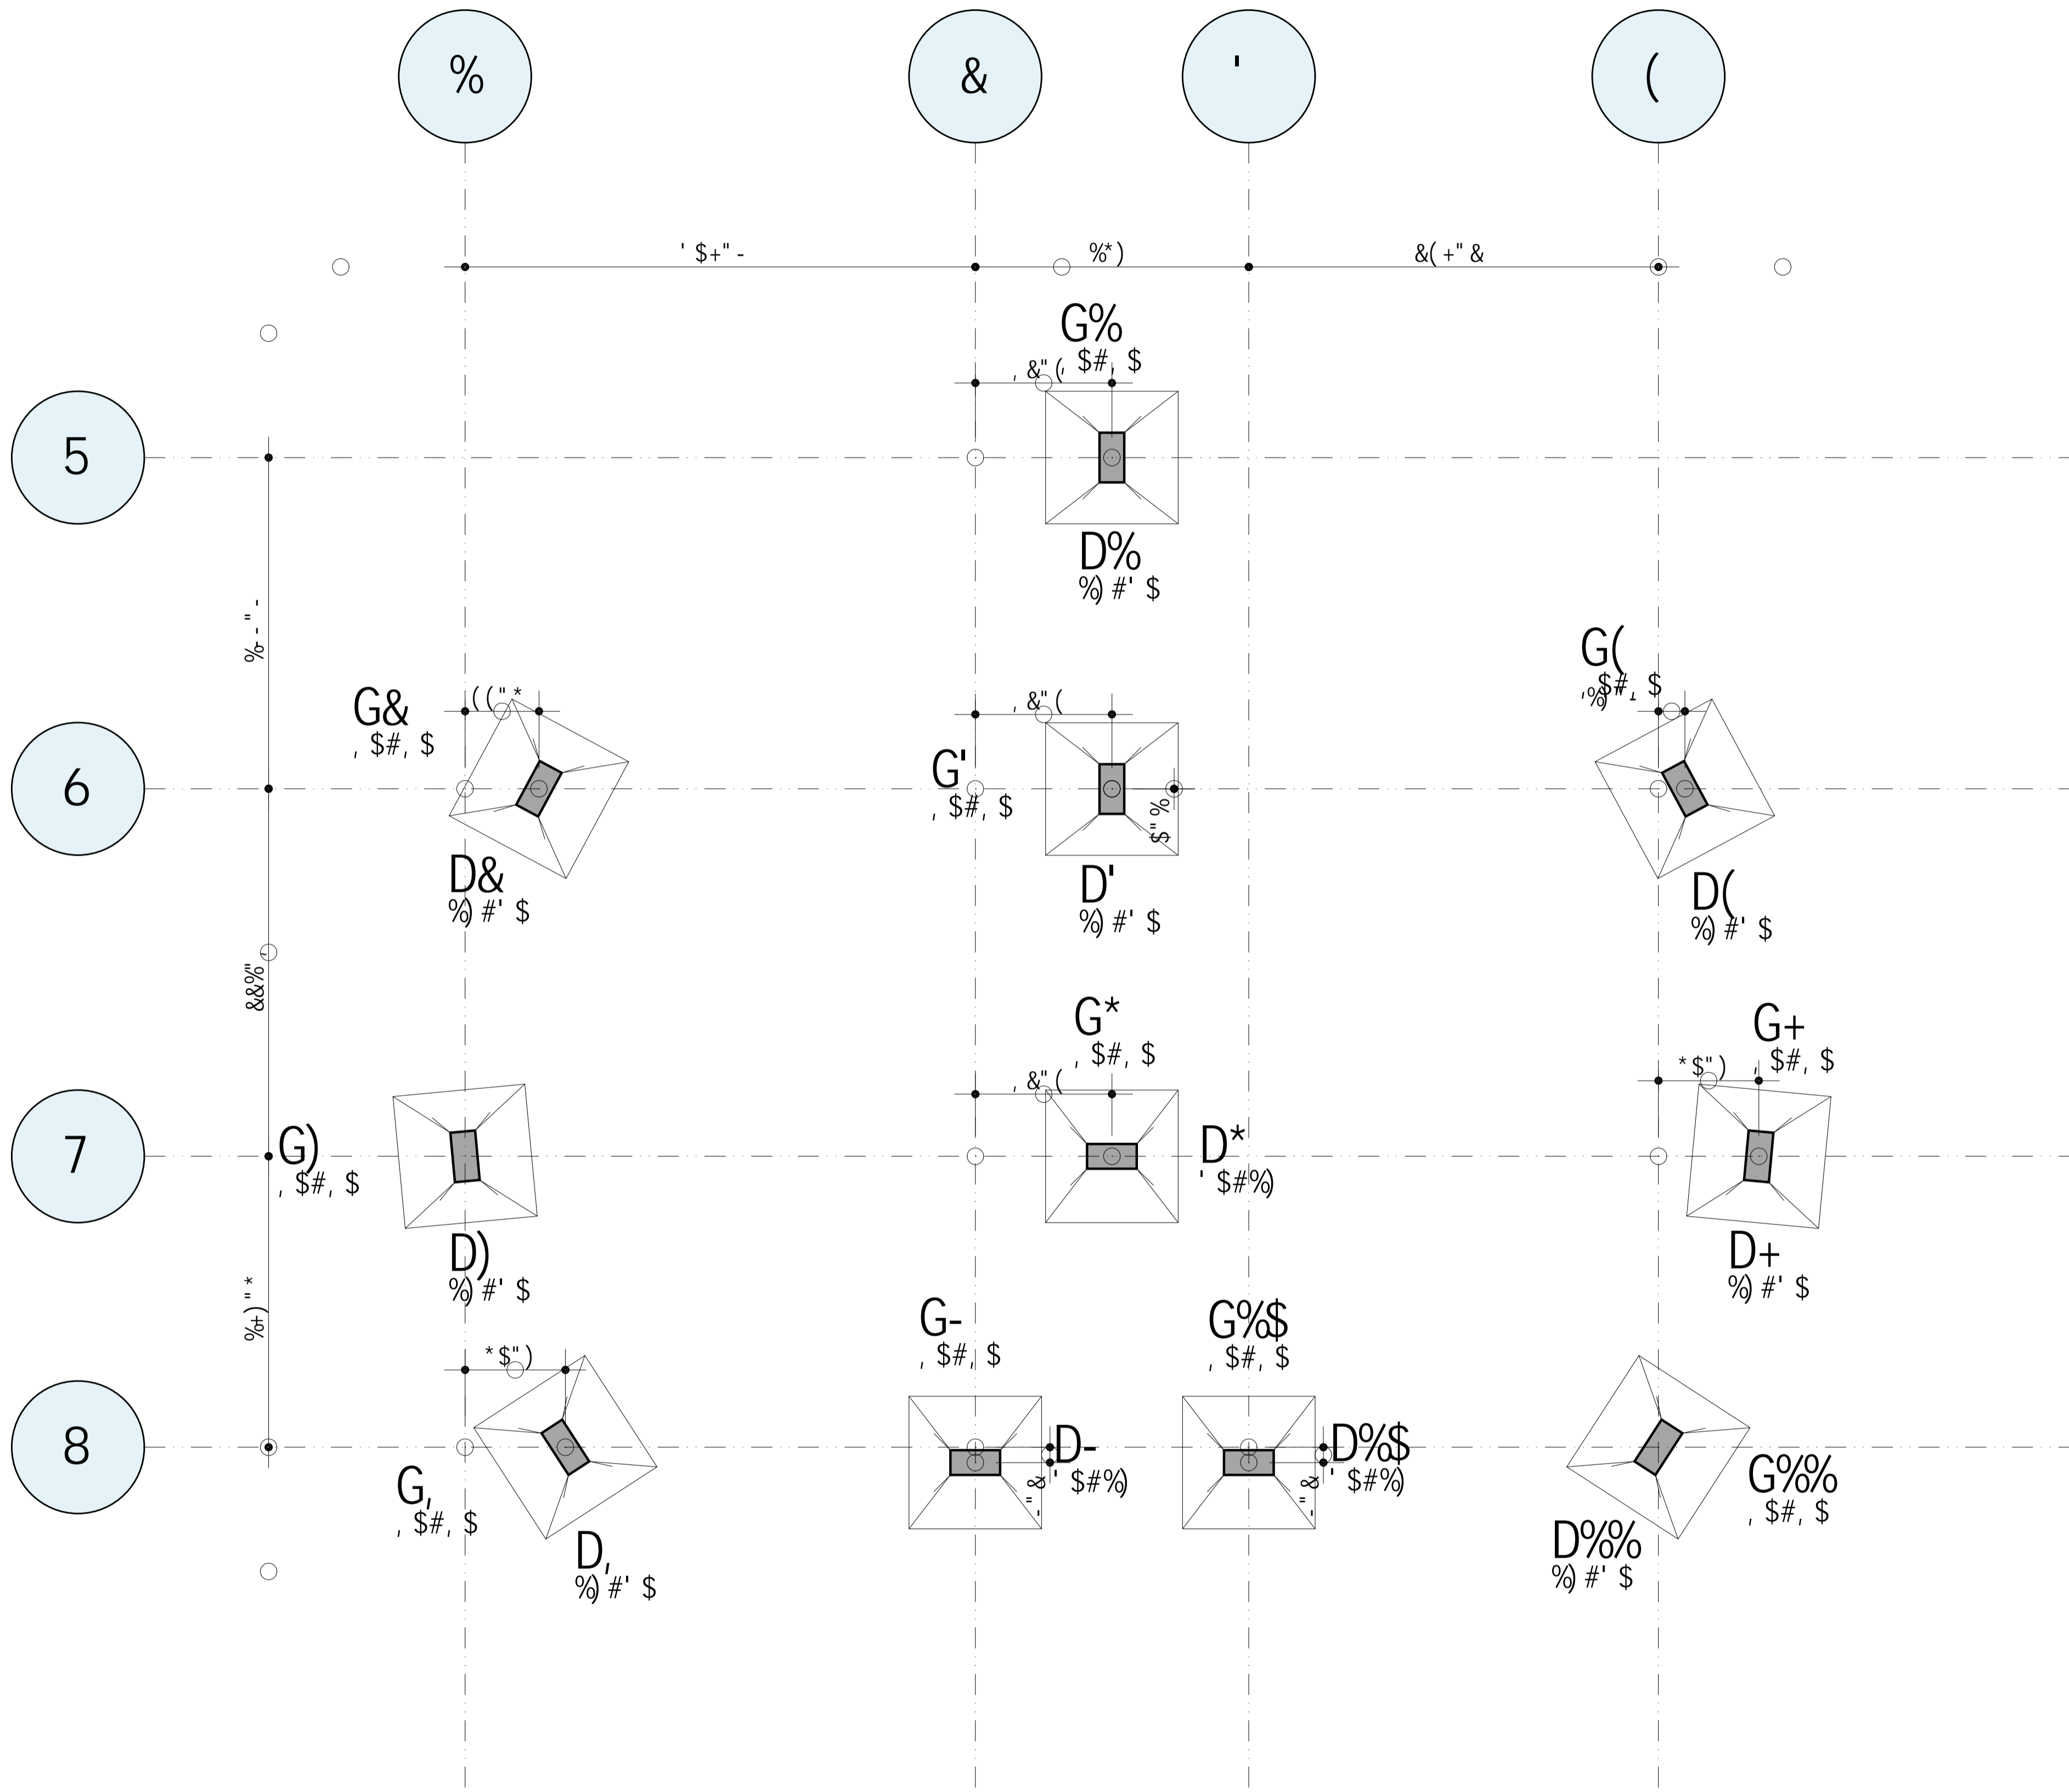 %
&
'
(
' $+"-
%*)
&(+"&
G%
, $#, $
, &"(
5
D%
%) #' $
%-"-
G(
, $#, $
G&
, $#, $
(("*
, &"(
G'
, $#, $
6
$"%
D&
%) #' $
D'
%) #' $
D(
%) #' $
&&%",
G*
, $#, $
, &"(
G+
, $#, $
*$")
G)
, $#, $
7
D*
' $#%)
D)
%) #' $
D+
%) #' $
%+)"*
*$")
G-
, $#, $
G%$
, $#, $
8
D-
' $#%)
-"&
D%$
' $#%)
-"&
G,
, $#, $
G%%
, $#, $
D,
%) #' $
D%%
%) #' $